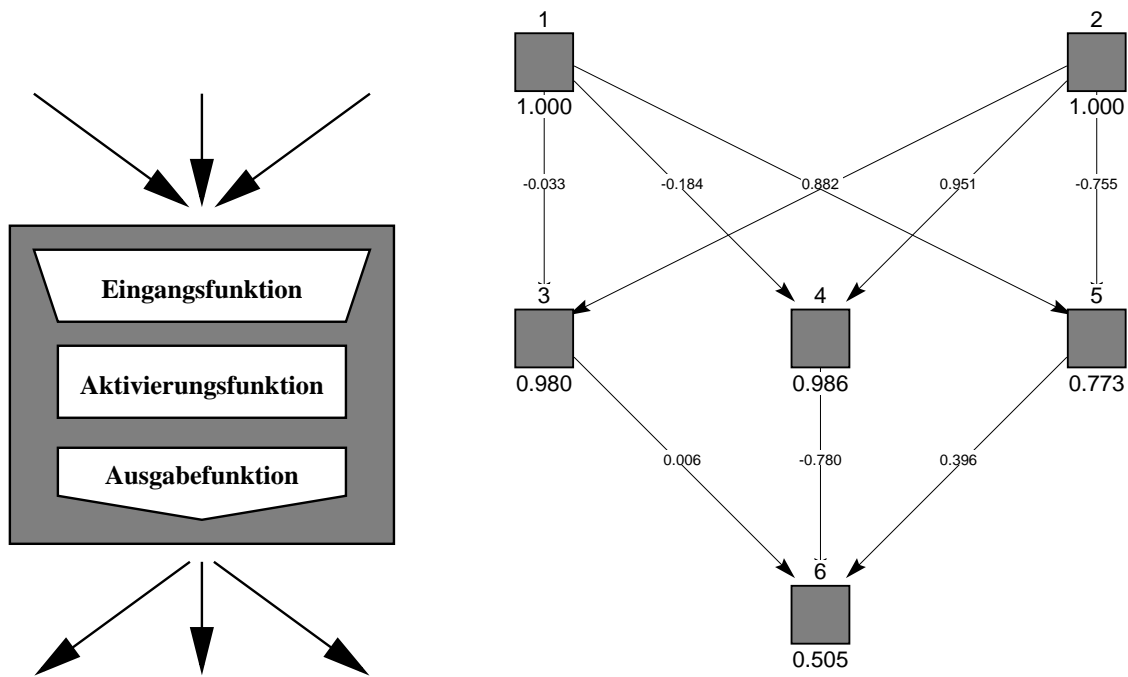 Eingangsfunktion
Aktivierungsfunktion
Ausgabefunktion
1 2
1.000 1.000
-0.033 -0.184 0.882 0.951 -0.755
3 4 5
0.980 0.986 0.773
0.006 -0.780 0.396
6
0.505